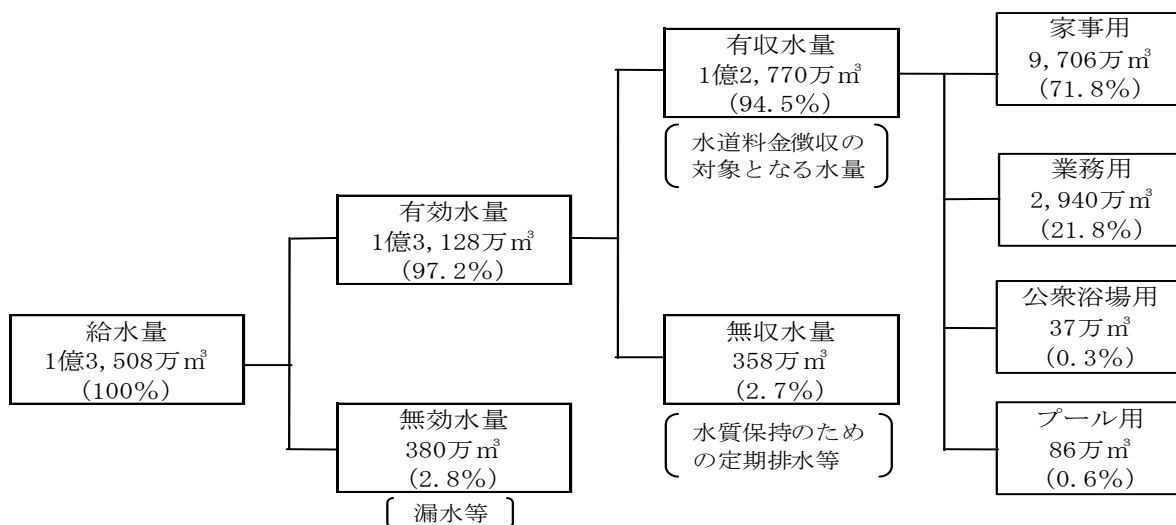 給水量
1億3,508万㎥
(100%)
有効水量
1億3,128万㎥
(97.2%)
無効水量
380万㎥
(2.8%)
漏水等
有収水量
1億2,770万㎥
(94.5%)
水道料金徴収の
対象となる水量
無収水量
358万㎥
(2.7%)
水質保持のため
の定期排水等
家事用
9,706万㎥
(71.8%)
業務用
2,940万㎥
(21.8%)
公衆浴場用
37万㎥
(0.3%)
プール用
86万㎥
(0.6%)